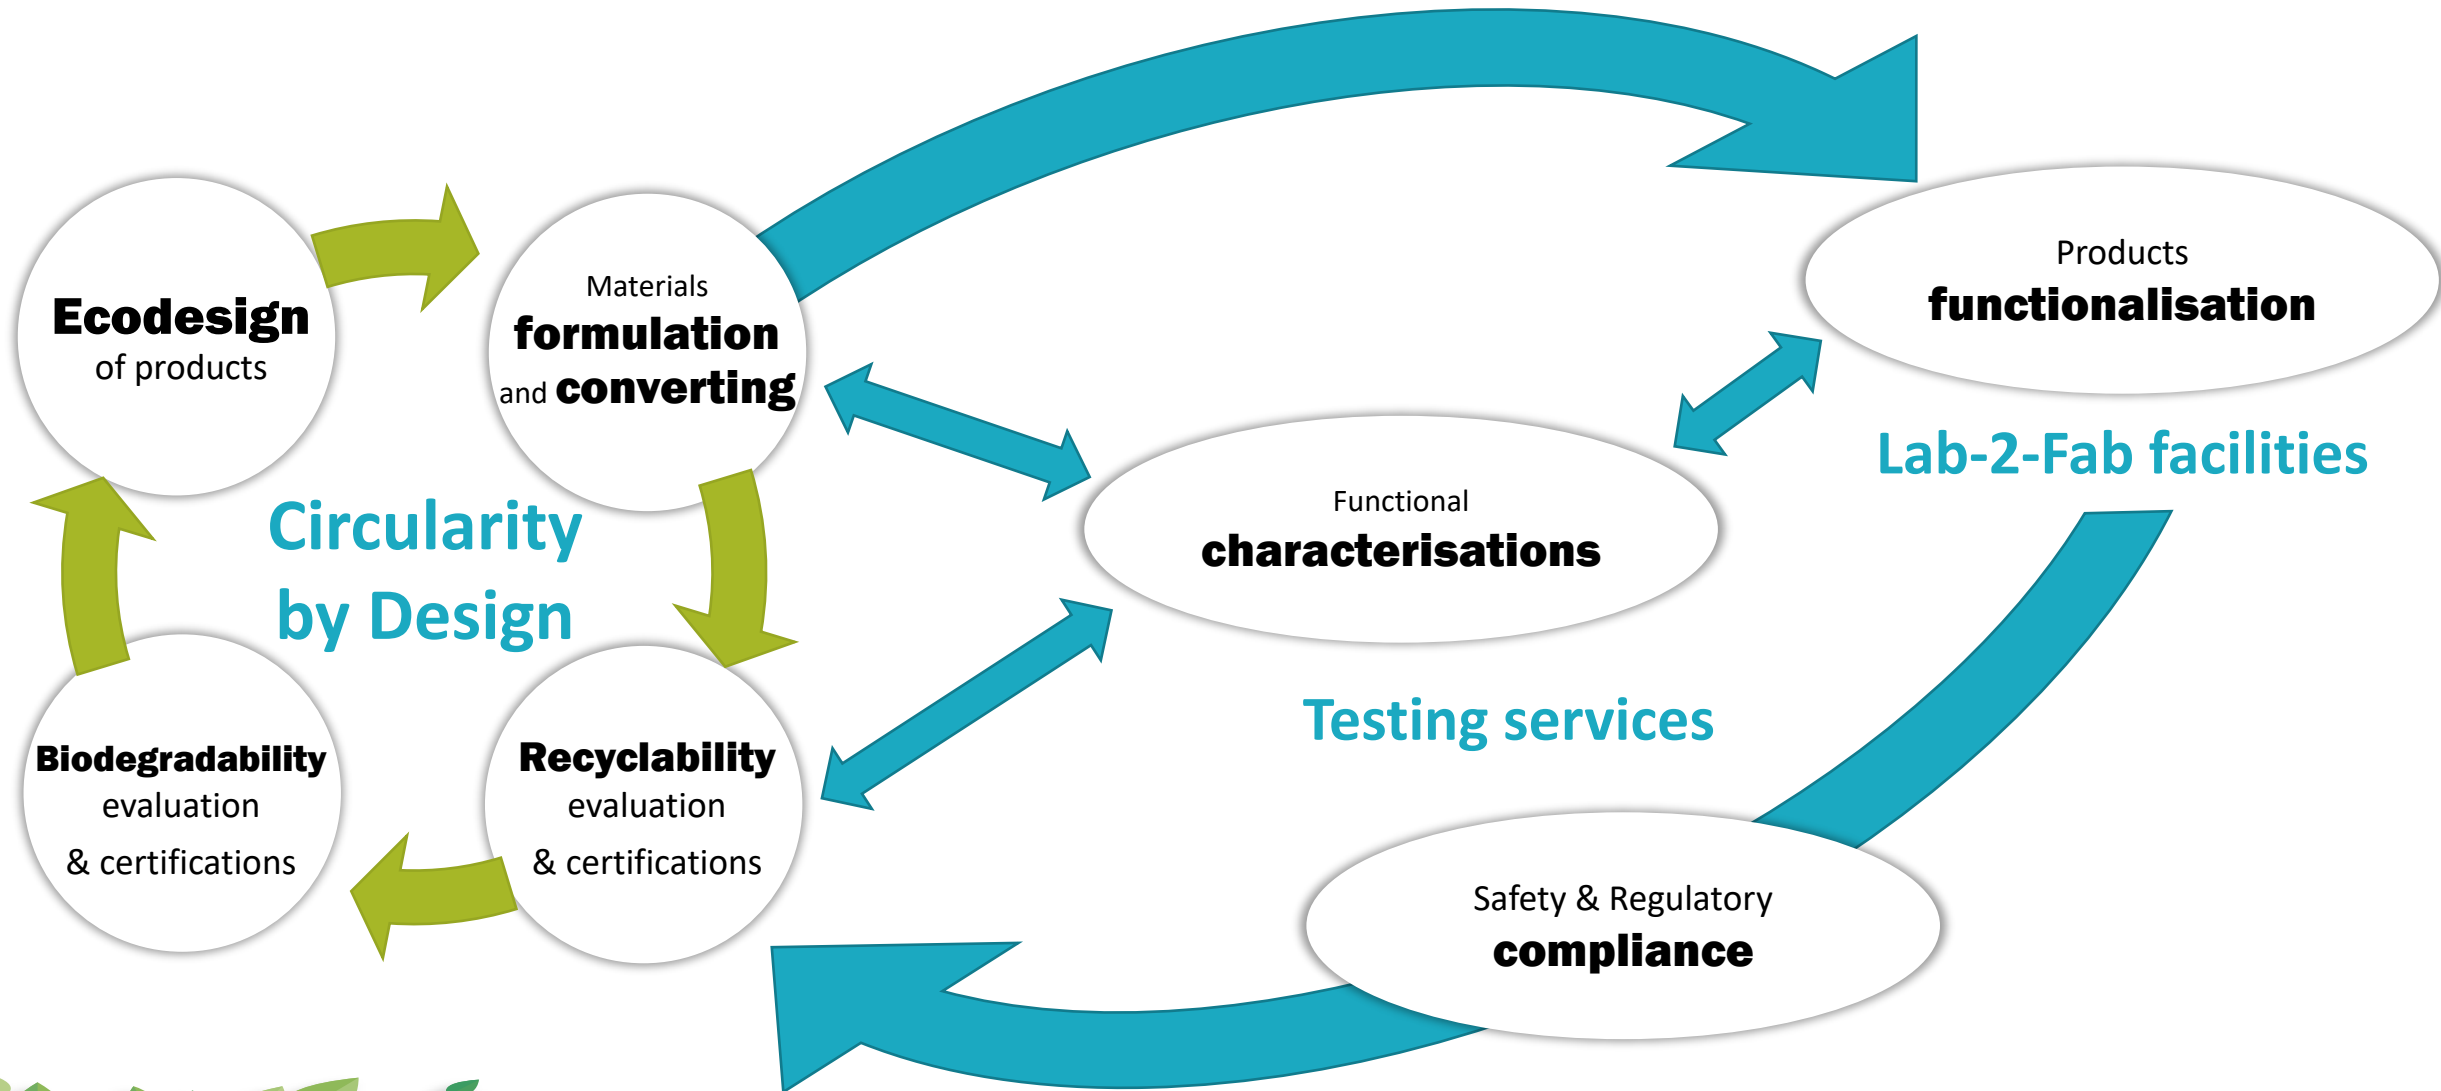 Ecodesign
of products
Materials
formulation
and converting
Products
functionalisation
Lab-2-Fab facilities
Circularity
by Design
Functional
characterisations
Testing services
Biodegradability
evaluation
& certifications
Recyclability
evaluation
& certifications
Safety & Regulatory
compliance